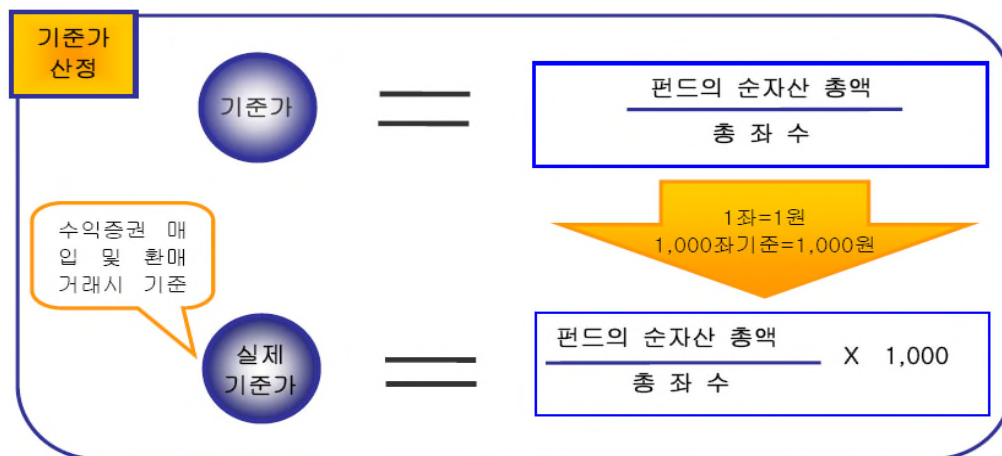 기준가
산정
기준가
펀드의 순자산 총액
총 좌 수
1좌=1원
1,000좌기준=1,000원
수익증권 매
입 및 환매
거래시 기준
실제
기준가
펀드의 순자산 총액
총 좌 수
X 1,000